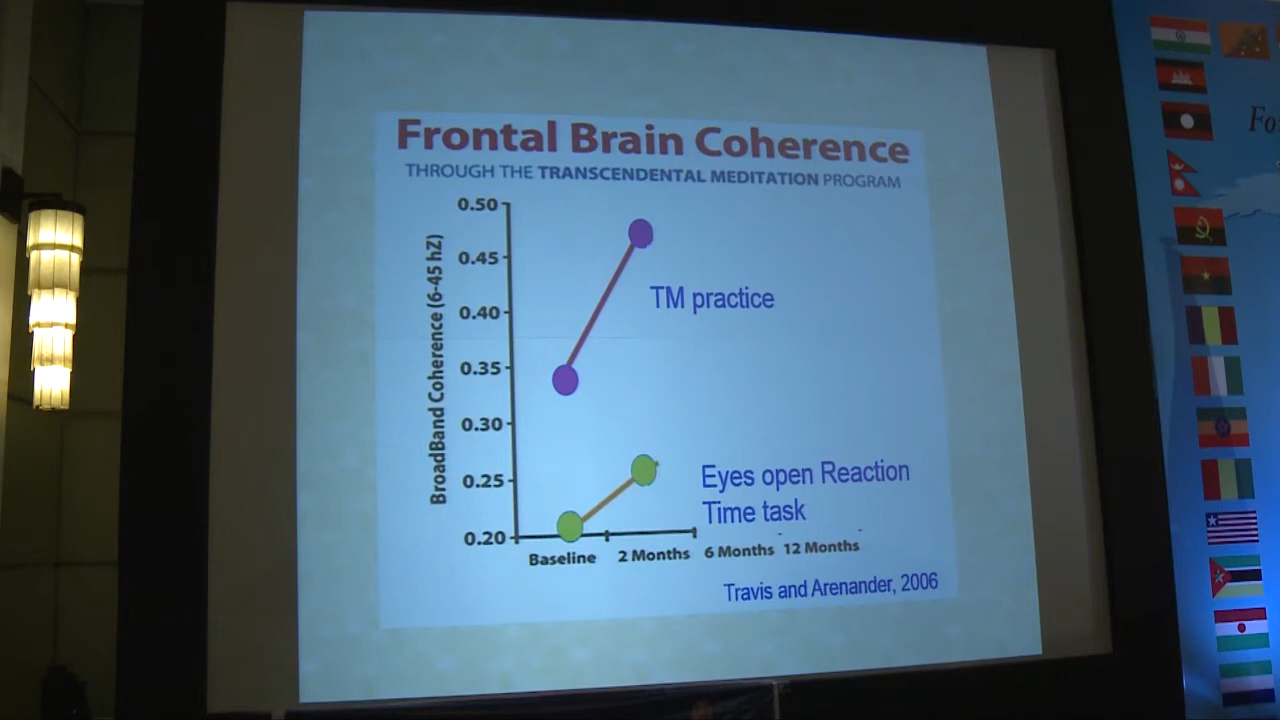 Frontal Brain Coherence
THROUGH THE TRANSCENDENTAL MEDITATION PROGRAM
BroadBand Coherence (6-45 hZ)
0.50
0.45
0.40
0.35
0.30
0.25
0.20
TM practice
Eyes open Reaction
Time task
Baseline 2 Months 6 Months 12 Months
Travis and Arenander, 2006